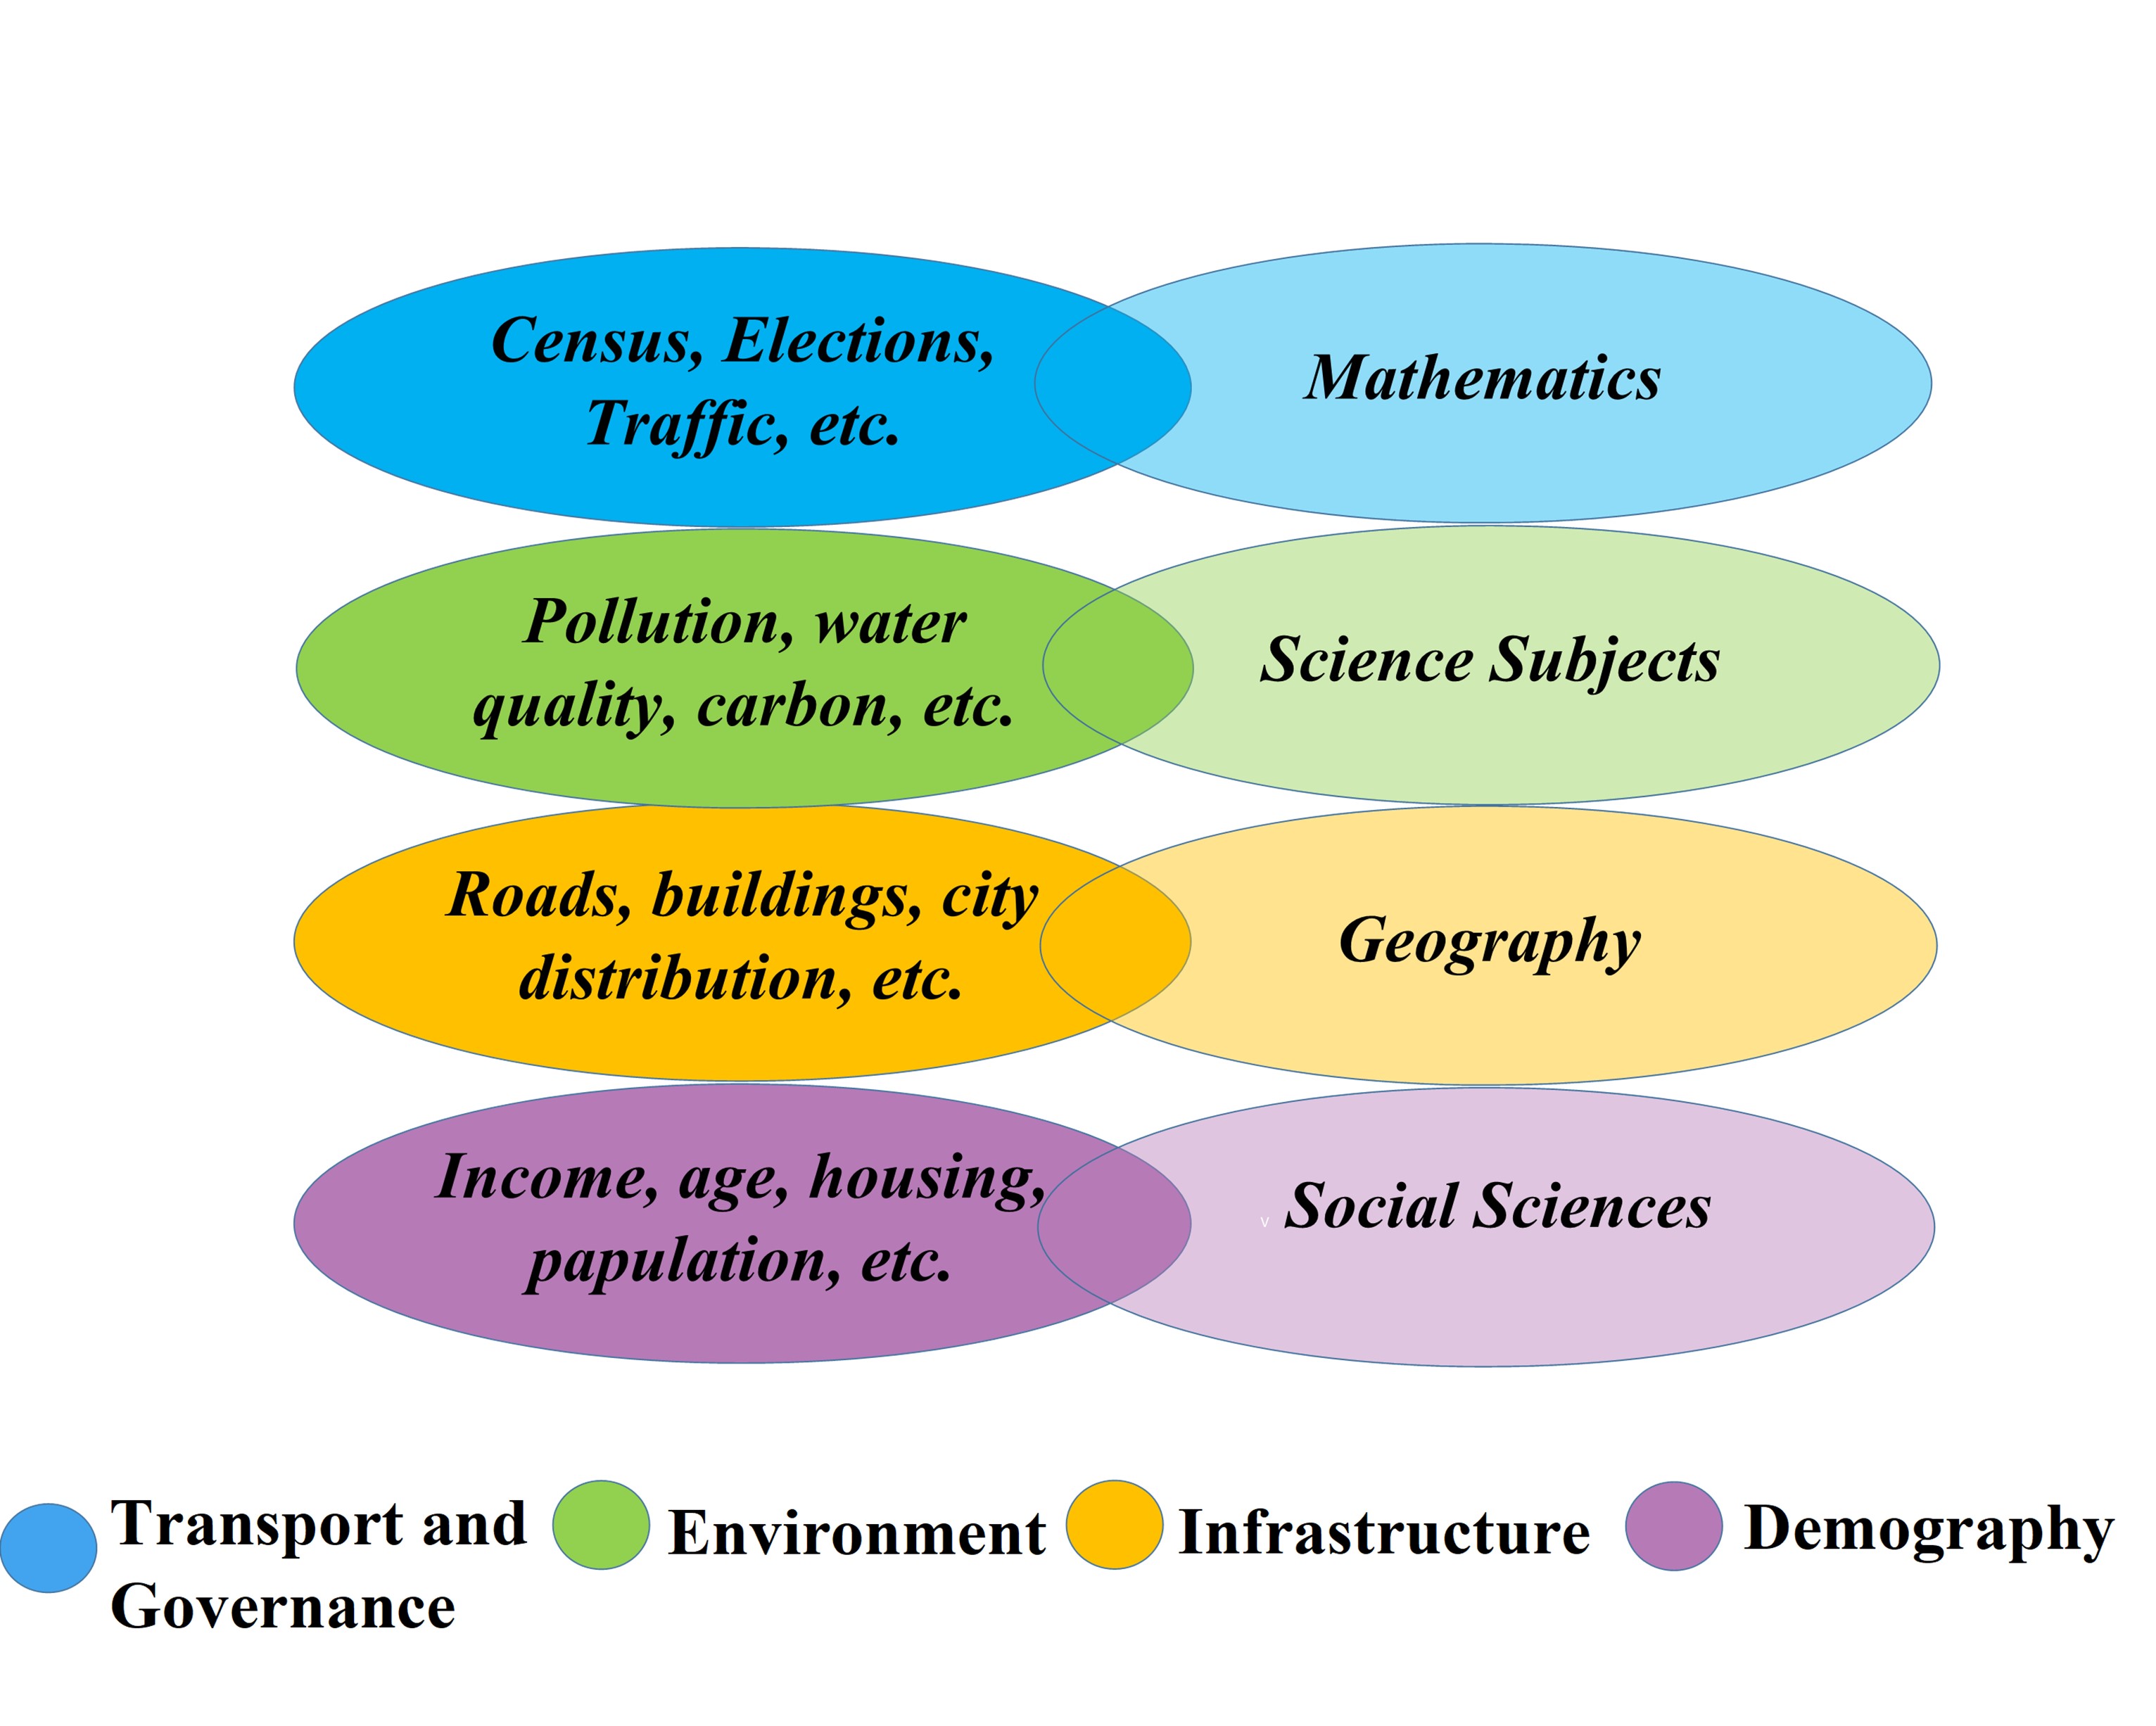 Census, Elections,
Traffic, etc.
Mathematics
Pollution, water
quality, carbon, etc.
Science Subjects
Roads, buildings, city
distribution, etc.
Geography
Income, age, housing,
papulation, etc.
v
Social Sciences
Transport and
Governance
Environment
Infrastructure
Demography